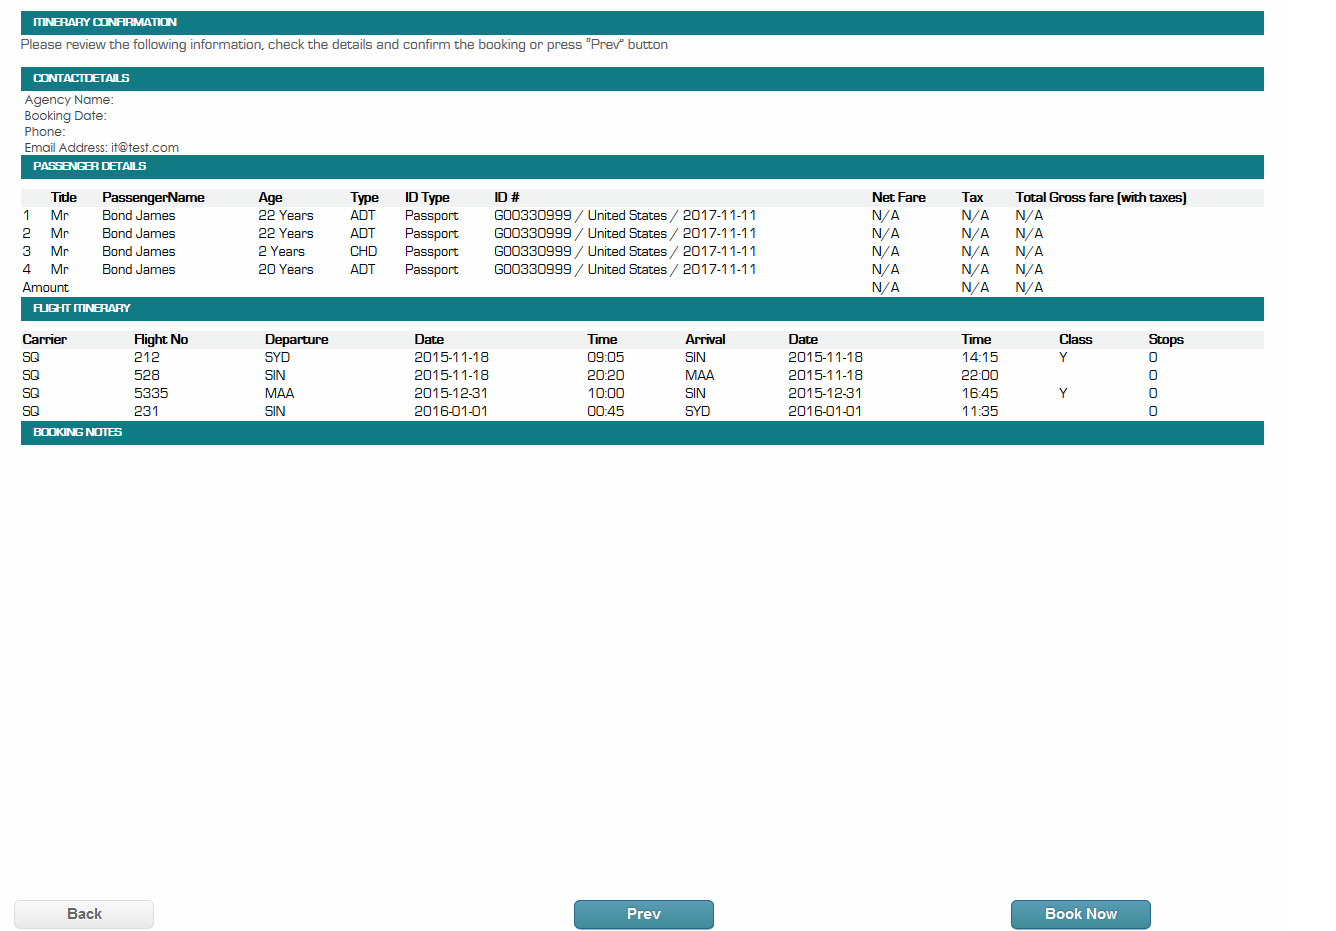 ITINERARY CONFIRMATION
Please review the following information, check the details and confirm the booking or press "Prev" button
CONTACTDETAILS
Agency Name:
Booking Date:
Phone:
Email Address: it@test.com
PASSENGER DETAILS
Title PassengerName Age Type ID Type ID # Net Fare Tax Total Gross fare (with taxes)
1 Mr Bond James 22 Years ADT Passport G00330999 / United States / 2017-11-11 N/A N/A N/A
2 Mr Bond James 22 Years ADT Passport G00330999 / United States / 2017-11-11 N/A N/A N/A
3 Mr Bond James 2 Years CHD Passport G00330999 / United States / 2017-11-11 N/A N/A N/A
4 Mr Bond James 20 Years ADT Passport G00330999 / United States / 2017-11-11 N/A N/A N/A
Amount N/A N/A N/A
FLIGHT ITINERARY
Carrier Flight No Departure Date Time Arrival Date Time Class Stops
SQ 212 SYD 2015-11-18 09:05 SIN 2015-11-18 14:15 Y 0
SQ 528 SIN 2015-11-18 20:20 MAA 2015-11-18 22:00 0
SQ 5335 MAA 2015-12-31 10:00 SIN 2015-12-31 16:45 Y 0
SQ 231 SIN 2016-01-01 00:45 SYD 2016-01-01 11:35 0
BOOKING NOTES
Back Prev Book Now